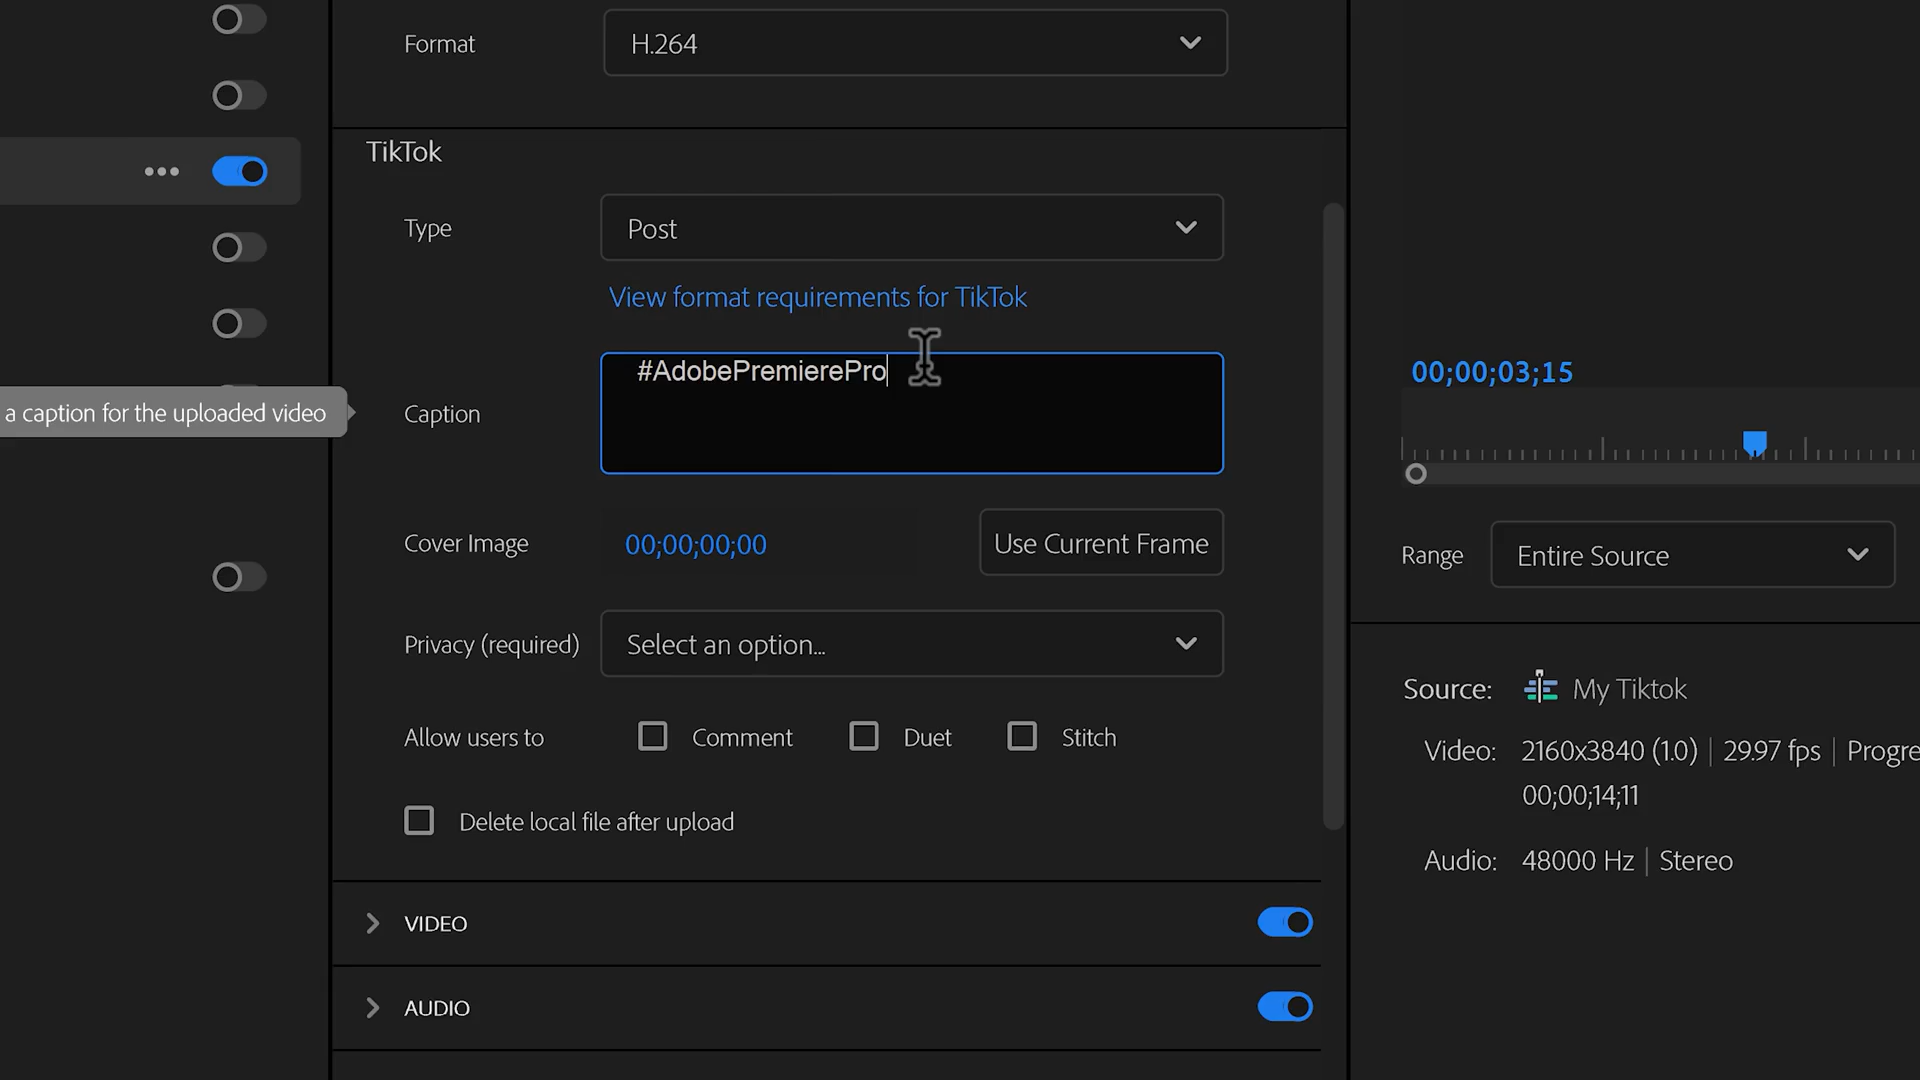 Format
H.264
TikTok
Type
Post
View format requirements for TikTok
#AdobePremierePro
a caption for the uploaded video
Caption
Cover Image
00;00;00;00
Use Current Frame
Privacy (required)
Select an option...
Allow users to
Comment
Duet
Stitch
Delete local file after upload
VIDEO
AUDIO
00;00;03;15
Range
Entire Source
Source:
My Tiktok
Video:
2160x3840 (1.0) | 29.97 fps | Progre
00;00;14;11
Audio:
48000 Hz | Stereo